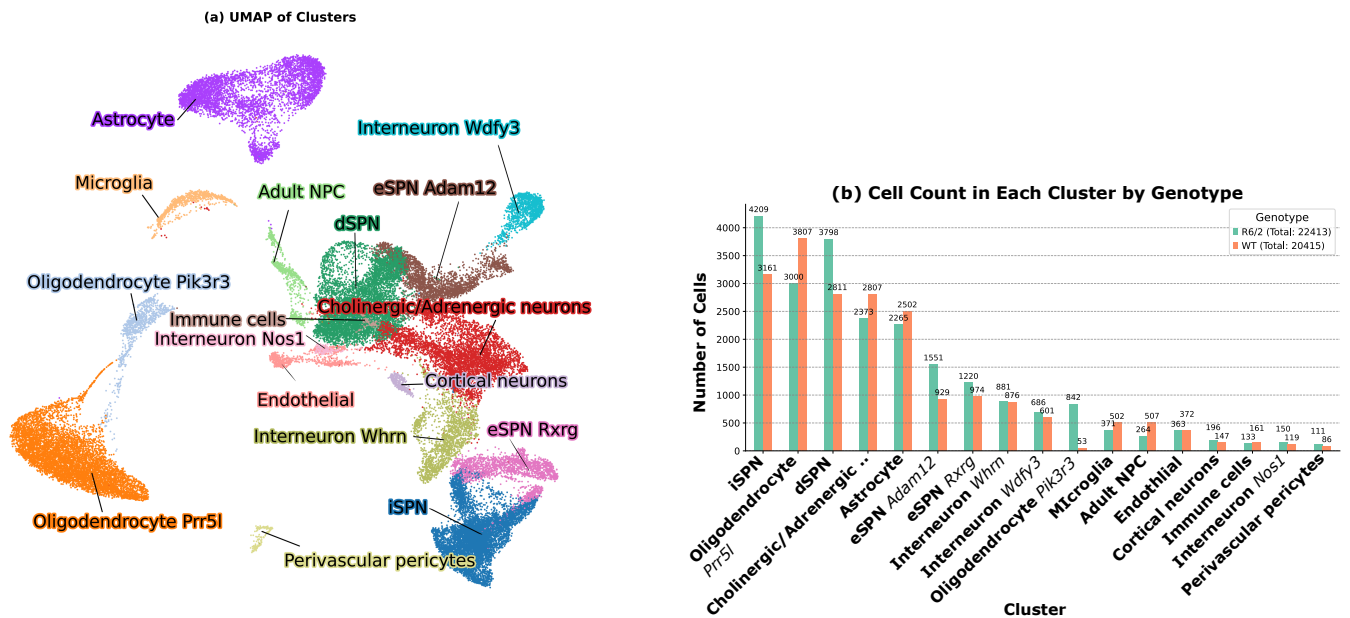 (a) UMAP of Clusters
Astrocyte
Interneuron Wdfy3
Microglia
Adult NPC
eSPN Adam12
dSPN
Oligodendrocyte Pik3r3
Cholinergic/Adrenergic neurons
Immune cells
Interneuron Nos1
Cortical neurons
Endothelial
Interneuron Whrn
eSPN Rxrg
iSPN
Oligodendrocyte Prr5l
Perivascular pericytes
(b) Cell Count in Each Cluster by Genotype
Genotype
R6/2 (Total: 22413)
WT (Total: 20415)
Number of Cells
4000
3500
3000
2500
2000
1500
1000
500
0
4209
3161
3000
3807
3798
2811
2373
2807
2265
2502
1551
929
1220
974
881
876
686
601
842
53
371
502
264
507
363
372
196
147
133
161
150
119
111
86
iSPN
Oligodendrocyte
Prr5l
dSPN
Cholinergic/Adrenergic ..
Astrocyte
eSPN Adam12
eSPN Rxrg
Interneuron Whrn
Interneuron Wdfy3
Oligodendrocyte Pik3r3
MIcroglia
Adult NPC
Endothlial
Cortical neurons
Immune cells
Interneuron Nos1
Perivascular pericytes
Cluster